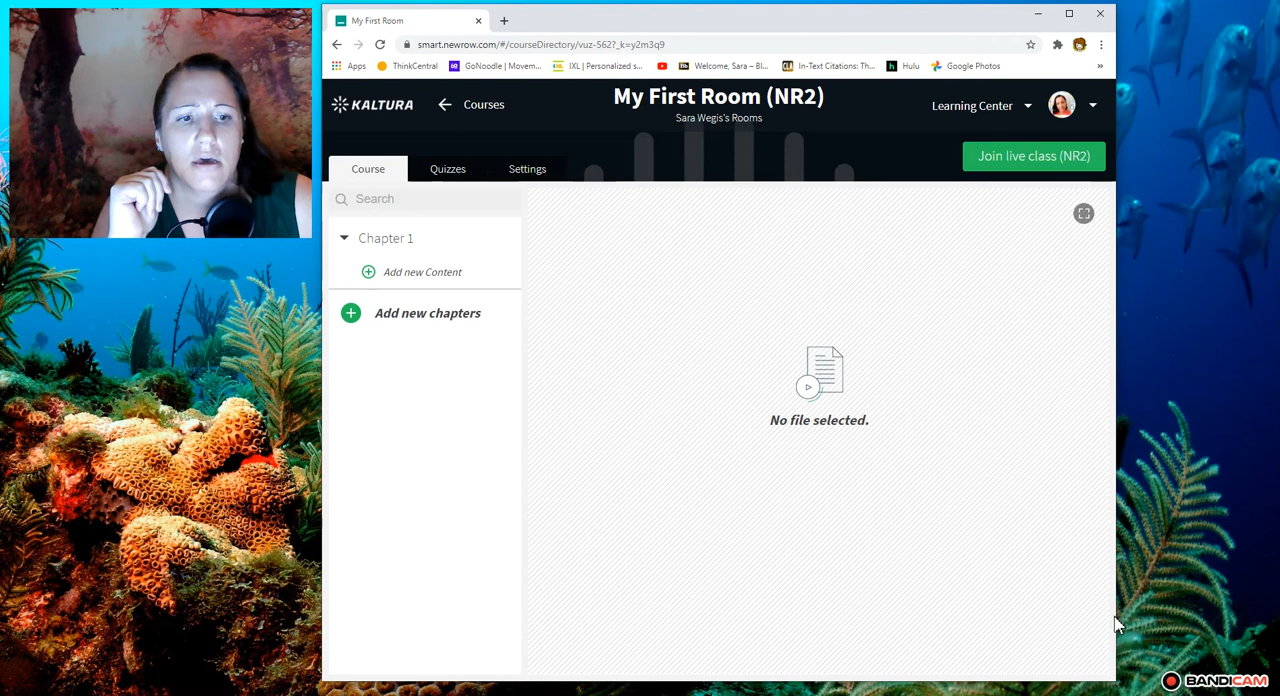 My First Room
smart.newrow.com/#/courseDirectory/vuz-562?_k=y2m3q9
Apps
ThinkCentral
GoNoodle | Movem...
IXL | Personalized s...
Welcome, Sara – Bl...
In-Text Citations: Th...
Hulu
Google Photos
»
KALTURA
Courses
My First Room (NR2)
Sara Wegis's Rooms
Learning Center
Join live class (NR2)
Course
Quizzes
Settings
Search
Chapter 1
Add new Content
Add new chapters
No file selected.
BANDICAM